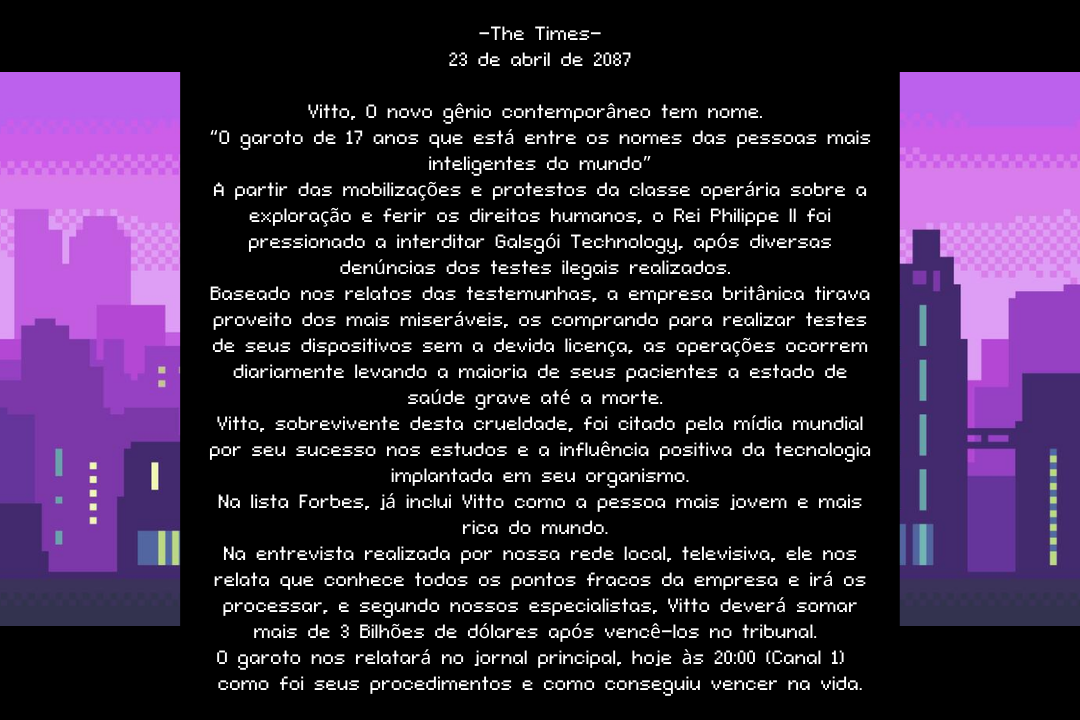 -The Times-
23 de abril de 2087
Vitto, O novo gênio contemporâneo tem nome.
"O garoto de 17 anos que está entre os nomes das pessoas mais
inteligentes do mundo"
A partir das mobilizações e protestos da classe operária sobre a
exploração e ferir os direitos humanos, o Rei Philippe II foi
pressionado a interditar Galsgói Technology, após diversas
denúncias dos testes ilegais realizados.
Baseado nos relatos das testemunhas, a empresa britânica tirava
proveito dos mais miseráveis, os comprando para realizar testes
de seus dispositivos sem a devida licença, as operações ocorrem
diariamente levando a maioria de seus pacientes a estado de
saúde grave até a morte.
Vitto, sobrevivente desta crueldade, foi citado pela mídia mundial
por seu sucesso nos estudos e a influência positiva da tecnologia
implantada em seu organismo.
Na lista Forbes, já inclui Vitto como a pessoa mais jovem e mais
rica do mundo.
Na entrevista realizada por nossa rede local, televisiva, ele nos
relata que conhece todos os pontos fracos da empresa e irá os
processar, e segundo nossos especialistas, Vitto deverá somar
mais de 3 Bilhões de dólares após vencê-los no tribunal.
O garoto nos relatará no jornal principal, hoje às 20:00 (Canal 1)
como foi seus procedimentos e como conseguiu vencer na vida.